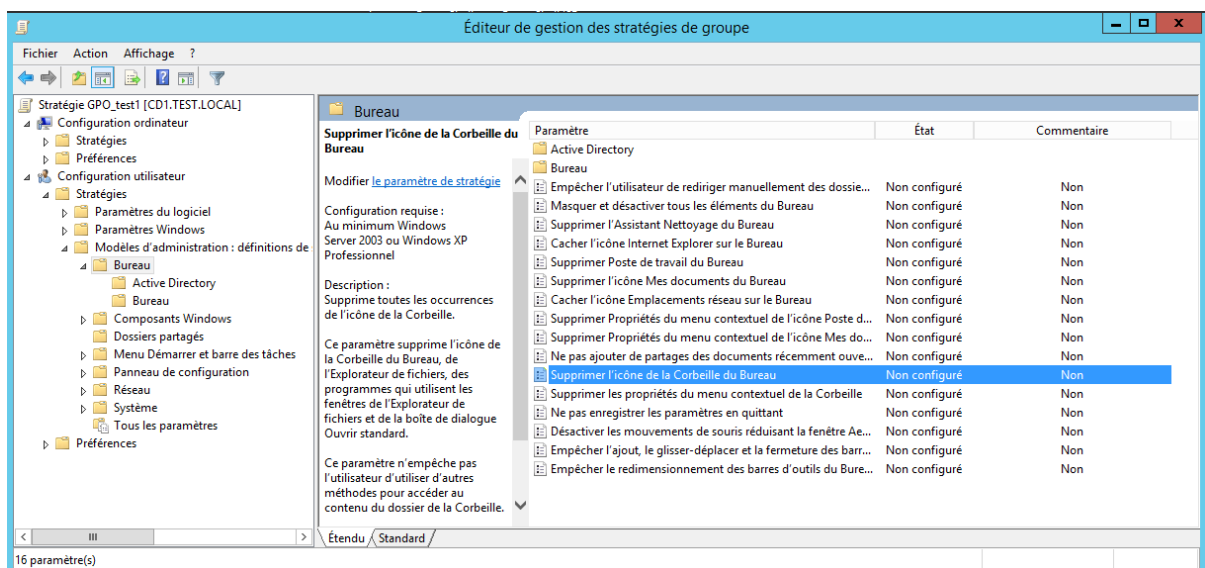 Éditeur de gestion des stratégies de groupe
Fichier Action Affichage ?
Stratégie GPO_test1 [CD1.TEST.LOCAL]
Configuration ordinateur
Stratégies
Préférences
Configuration utilisateur
Stratégies
Paramètres du logiciel
Paramètres Windows
Modèles d'administration : définitions de
Bureau
Active Directory
Bureau
Composants Windows
Dossiers partagés
Menu Démarrer et barre des tâches
Panneau de configuration
Réseau
Système
Tous les paramètres
Préférences
Bureau
Supprimer l'icône de la Corbeille du
Bureau
Modifier le paramètre de stratégie
Configuration requise :
Au minimum Windows
Server 2003 ou Windows XP
Professionnel
Description :
Supprime toutes les occurrences
de l'icône de la Corbeille.
Ce paramètre supprime l'icône de
la Corbeille du Bureau, de
l'Explorateur de fichiers, des
programmes qui utilisent les
fenêtres de l'Explorateur de
fichiers et de la boîte de dialogue
Ouvrir standard.
Ce paramètre n'empêche pas
l'utilisateur d'utiliser d'autres
méthodes pour accéder au
contenu du dossier de la Corbeille.
Paramètre État Commentaire
Active Directory
Bureau
Empêcher l'utilisateur de rediriger manuellement des dossie... Non configuré Non
Masquer et désactiver tous les éléments du Bureau Non configuré Non
Supprimer l'Assistant Nettoyage du Bureau Non configuré Non
Cacher l'icône Internet Explorer sur le Bureau Non configuré Non
Supprimer Poste de travail du Bureau Non configuré Non
Supprimer l'icône Mes documents du Bureau Non configuré Non
Cacher l'icône Emplacements réseau sur le Bureau Non configuré Non
Supprimer Propriétés du menu contextuel de l'icône Poste d... Non configuré Non
Supprimer Propriétés du menu contextuel de l'icône Mes do... Non configuré Non
Ne pas ajouter de partages des documents récemment ouve... Non configuré Non
Supprimer l'icône de la Corbeille du Bureau Non configuré Non
Supprimer les propriétés du menu contextuel de la Corbeille Non configuré Non
Ne pas enregistrer les paramètres en quittant Non configuré Non
Désactiver les mouvements de souris réduisant la fenêtre Ae... Non configuré Non
Empêcher l'ajout, le glisser-déplacer et la fermeture des barr... Non configuré Non
Empêcher le redimensionnement des barres d'outils du Bure... Non configuré Non
Étendu Standard
16 paramètre(s)